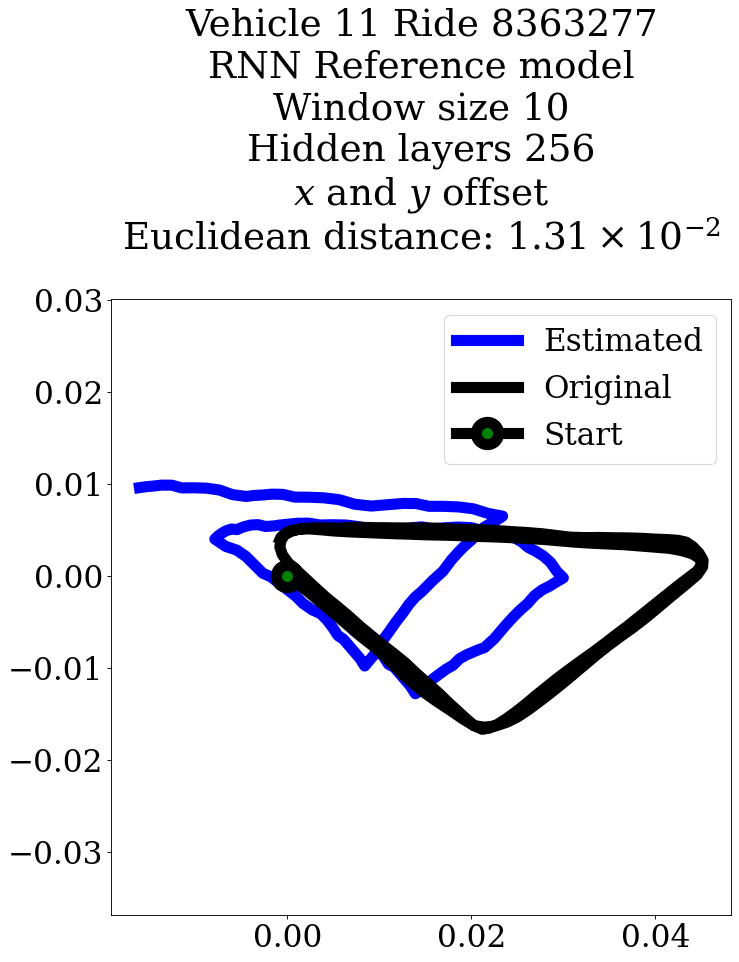 Vehicle 11 Ride 8363277
RNN Reference model
Window size 10
Hidden layers 256
x and y offset
Euclidean distance: 1.31 × 10⁻²
0.03
0.02
0.01
0.00
−0.01
−0.02
−0.03
Estimated
Original
Start
0.00 0.02 0.04